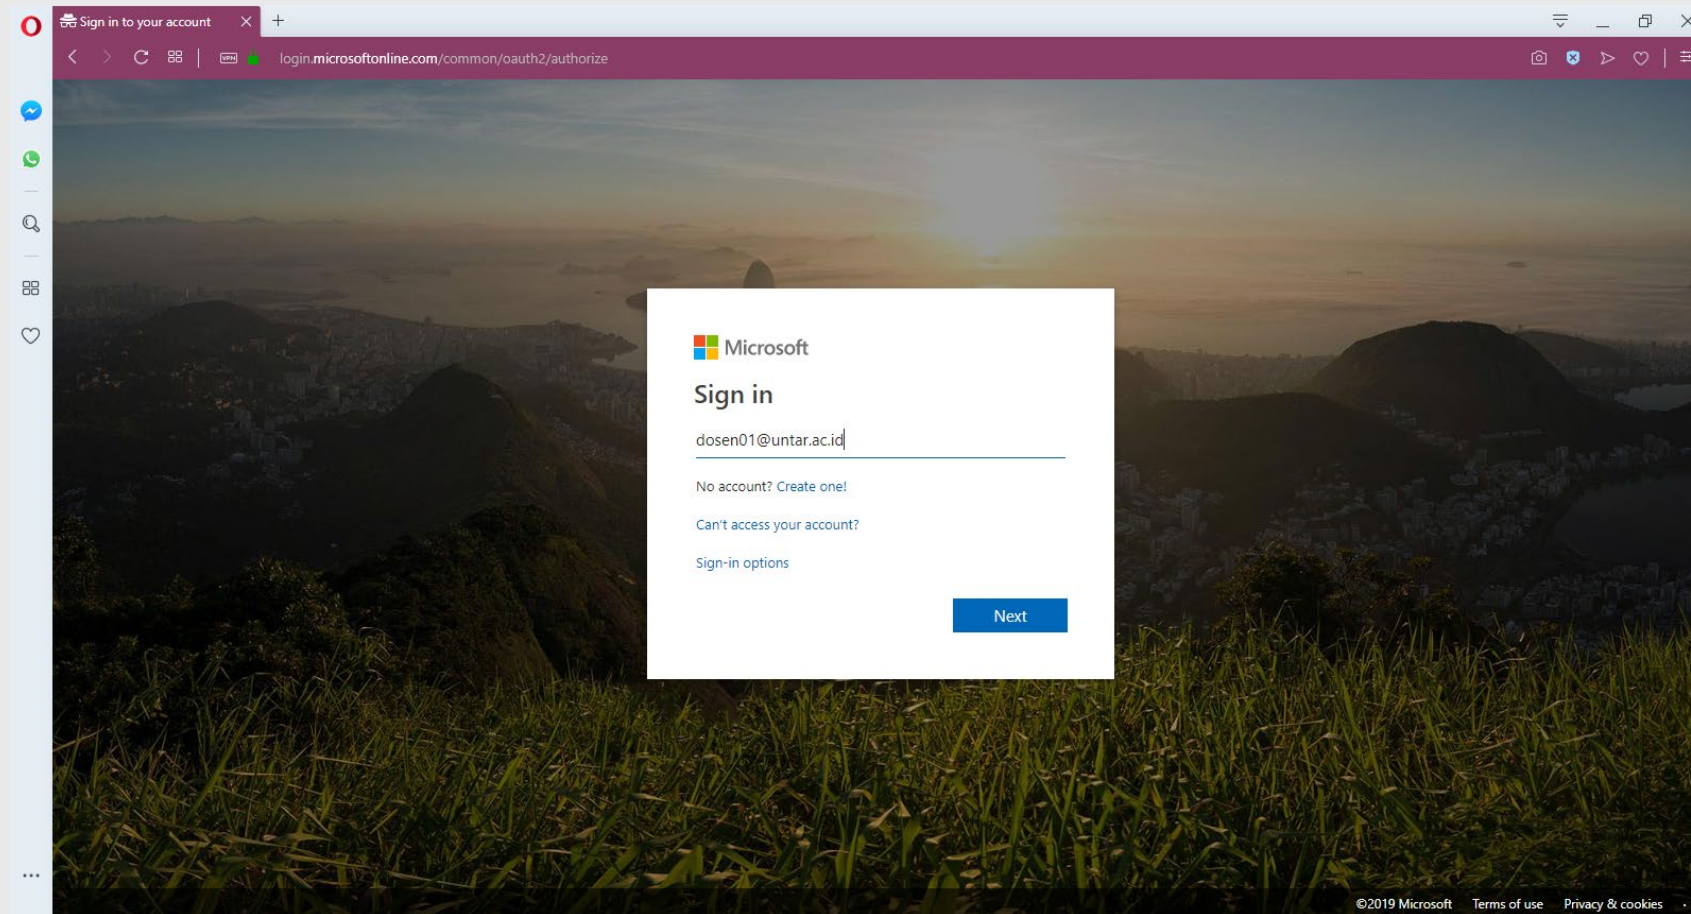 Sign in to your account
VPN
login.microsoftonline.com/common/oauth2/authorize
Microsoft
Sign in
dosen01@untar.ac.id
No account? Create one!
Can't access your account?
Sign-in options
Next
©2019 Microsoft Terms of use Privacy & cookies